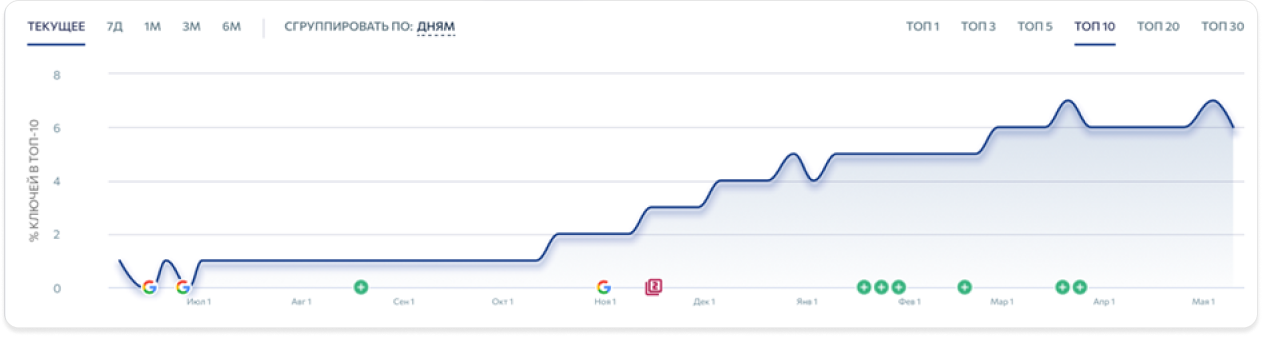 ТЕКУЩЕЕ 7Д 1М 3М 6М СГРУППИРОВАТЬ ПО: ДНЯМ ТОП 1 ТОП 3 ТОП 5 ТОП 10 ТОП 20 ТОП 30
% КЛЮЧЕЙ В ТОП-10
8
6
4
2
0
Июл 1 Авг 1 Сен 1 Окт 1 Ноя 1 Дек 1 Янв 1 Фев 1 Мар 1 Апр 1 Мая 1